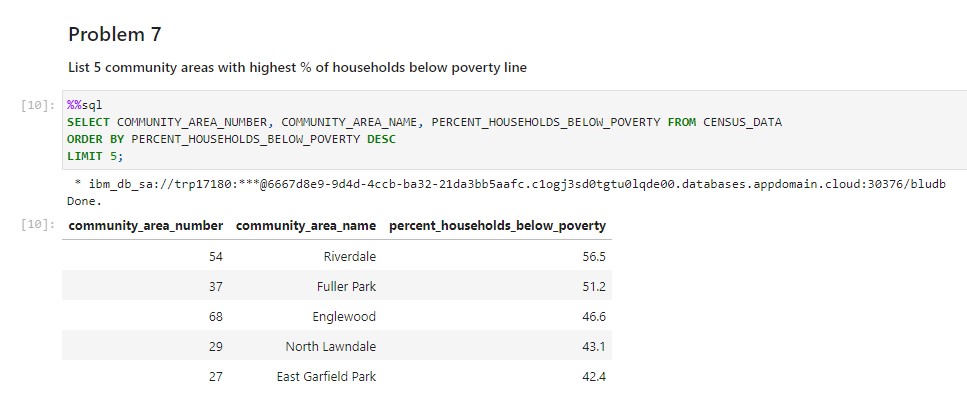 Problem 7
List 5 community areas with highest % of households below poverty line
[10]: %%sql
SELECT COMMUNITY_AREA_NUMBER, COMMUNITY_AREA_NAME, PERCENT_HOUSEHOLDS_BELOW_POVERTY FROM CENSUS_DATA
ORDER BY PERCENT_HOUSEHOLDS_BELOW_POVERTY DESC
LIMIT 5;
* ibm_db_sa://trp17180:***@6667d8e9-9d4d-4ccb-ba32-21da3bb5aafc.c1ogj3sd0tgtu0lqde00.databases.appdomain.cloud:30376/bludb
Done.
[10]: community_area_number community_area_name percent_households_below_poverty
54 Riverdale 56.5
37 Fuller Park 51.2
68 Englewood 46.6
29 North Lawndale 43.1
27 East Garfield Park 42.4